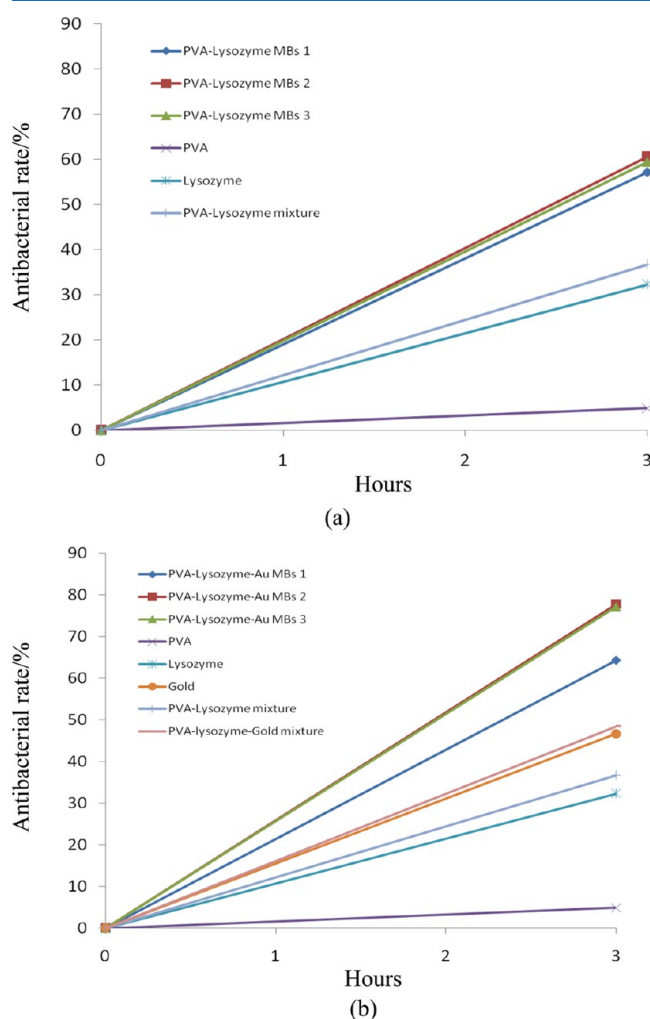 90
80
70
60
50
40
30
20
10
0
Antibacterial rate/%
PVA-Lysozyme MBs 1
PVA-Lysozyme MBs 2
PVA-Lysozyme MBs 3
PVA
Lysozyme
PVA-Lysozyme mixture
0 1 2 3
Hours
(a)
90
80
70
60
50
40
30
20
10
0
Antibacterial rate/%
PVA-Lysozyme-Au MBs 1
PVA-Lysozyme-Au MBs 2
PVA-Lysozyme-Au MBs 3
PVA
Lysozyme
Gold
PVA-Lysozyme mixture
PVA-lysozyme-Gold mixture
0 1 2 3
Hours
(b)